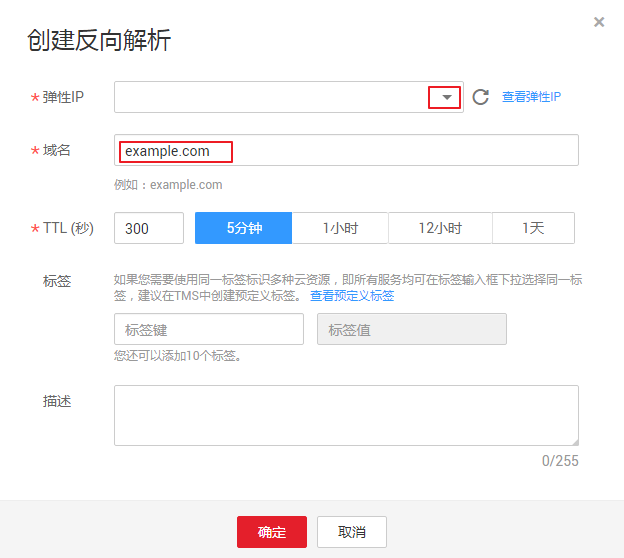 创建反向解析
×
* 弹性IP
查看弹性IP
* 域名
example.com
例如：example.com
* TTL (秒)
300
5分钟
1小时
12小时
1天
标签
如果您需要使用同一标签标识多种云资源，即所有服务均可在标签输入框下拉选择同一标
签，建议在TMS中创建预定义标签。 查看预定义标签
标签键
标签值
您还可以添加10个标签。
描述
0/255
确定
取消